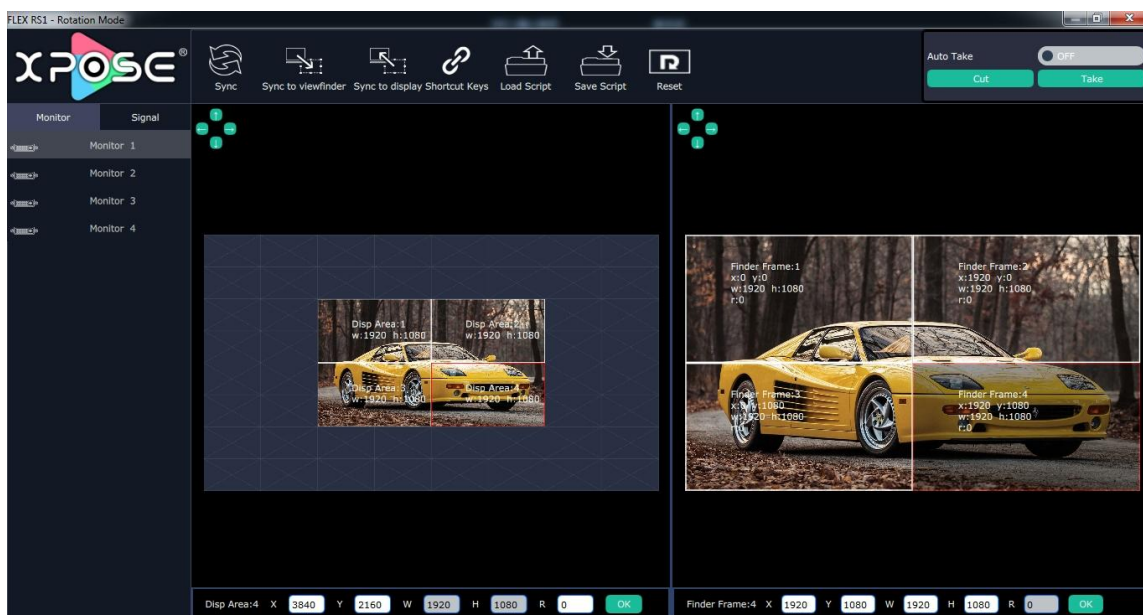 FLEX RS1 - Rotation Mode
XPOSE®
Sync
Sync to viewfinder
Sync to display
Shortcut Keys
Load Script
Save Script
Reset
Auto Take
OFF
Cut
Take
Monitor
Signal
Monitor 1
Monitor 2
Monitor 3
Monitor 4
Disp Area:1
w:1920 h:1080
Disp Area:2
w:1920 h:1080
Disp Area:3
w:1920 h:1080
Disp Area:4
w:1920 h:1080
Finder Frame:1
x:0 y:0
w:1920 h:1080
r:0
Finder Frame:2
x:1920 y:0
w:1920 h:1080
r:0
Finder Frame:3
x:0 y:1080
w:1920 h:1080
r:0
Finder Frame:4
x:1920 y:1080
w:1920 h:1080
r:0
Disp Area:4 X 3840 Y 2160 W 1920 H 1080 R 0 OK
Finder Frame:4 X 1920 Y 1080 W 1920 H 1080 R 0 OK